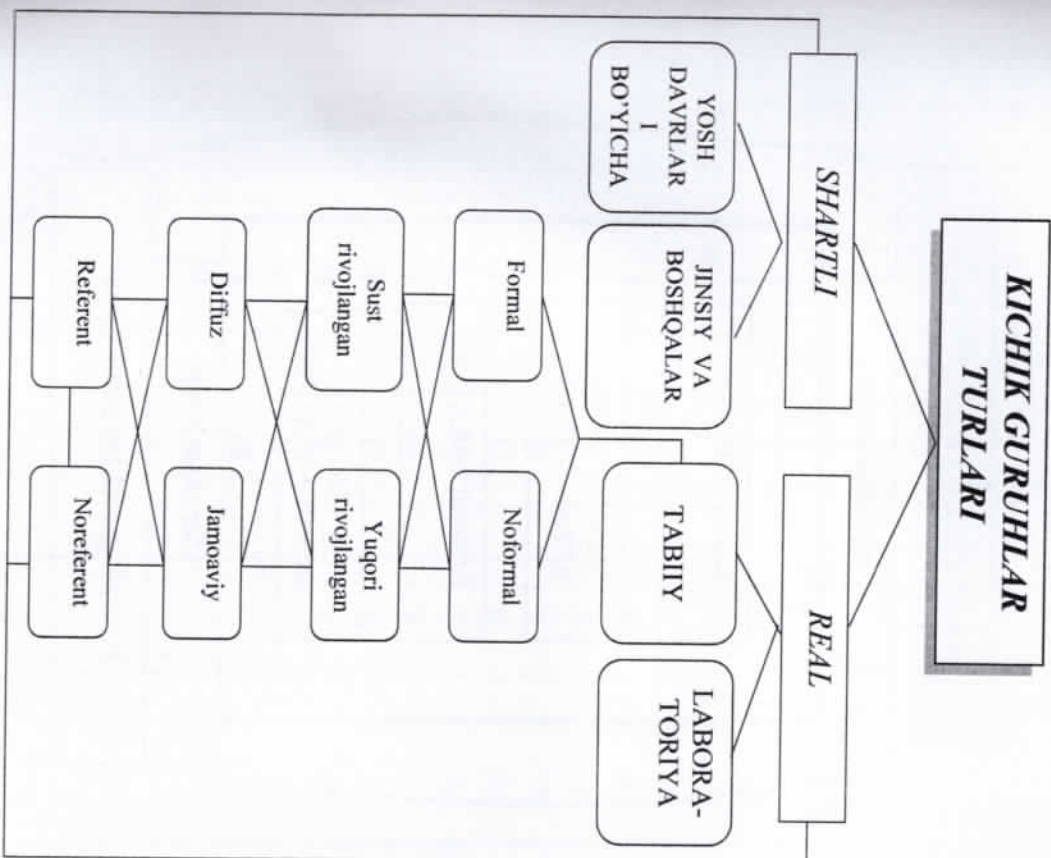 KICHIK GURUHLAR
TURLARI
SHARTLI
REAL
YOSH
DAVRLAR
I
BO'YICHA
JINSIY VA
BOSHQALAR
TABIIY
LABORA-
TORIYA
Formal
Noformal
Sust
rivojlangan
Yuqori
rivojlangan
Diffuz
Jamoaviy
Referent
Noreferent